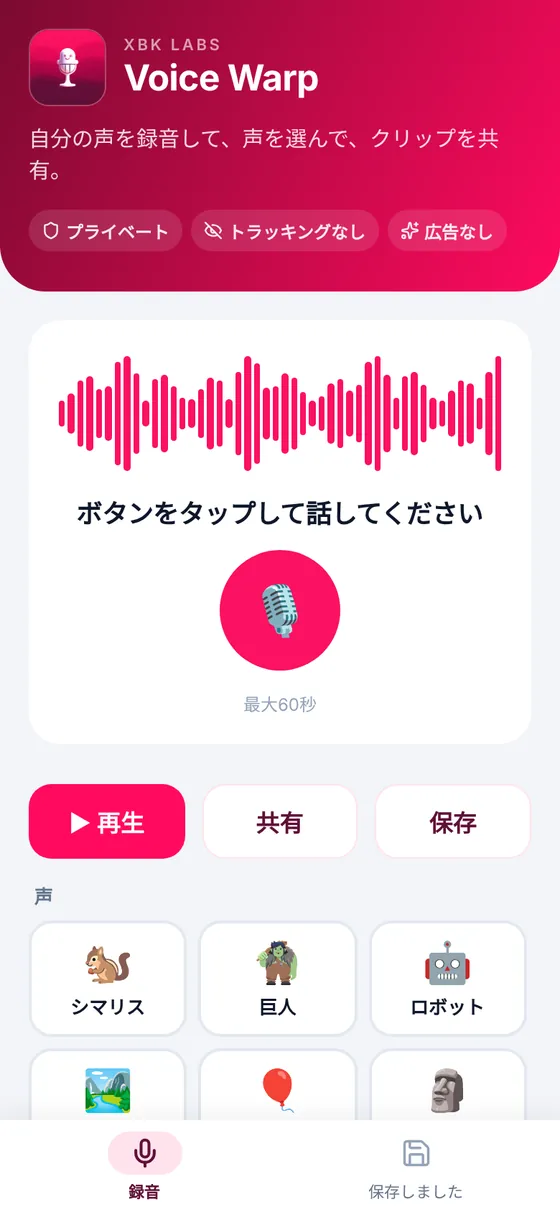 XBK LABS
Voice Warp
自分の声を録音して、声を選んで、クリップを共
有。
プライベート
トラッキングなし
広告なし
ボタンをタップして話してください
最大60秒
▶ 再生
共有
保存
声
シマリス
巨人
ロボット
録音
保存しました